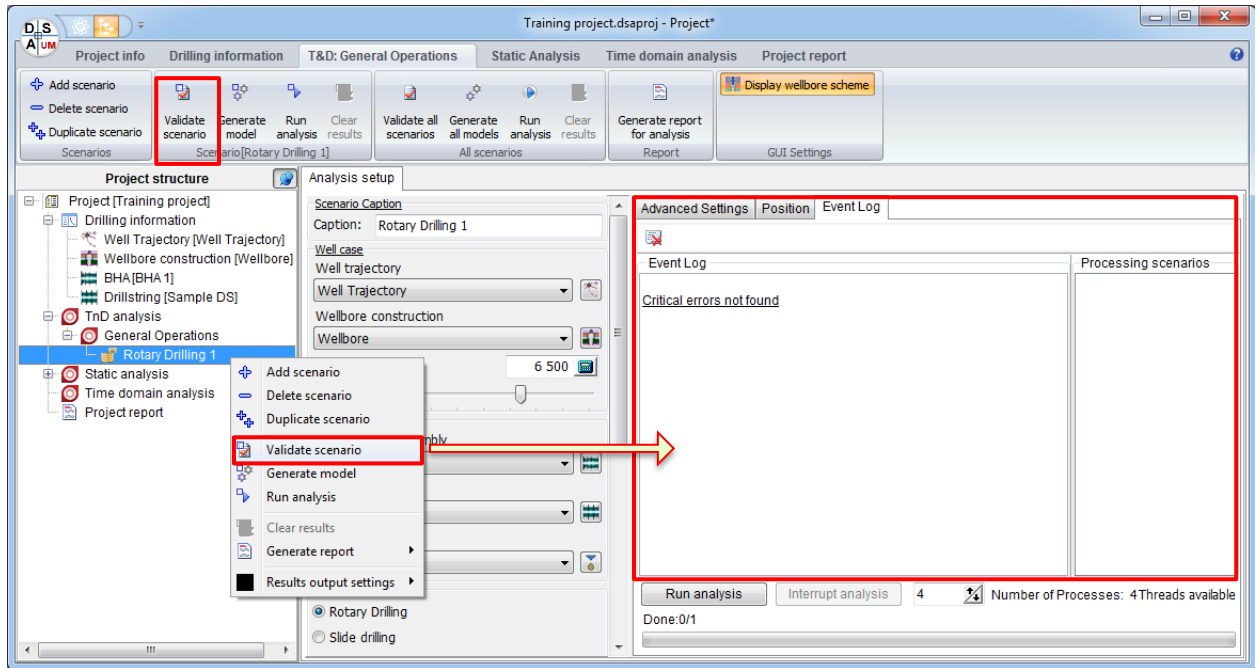 Training project.dsaproj - Project*
DS
A UM
Project info
Drilling information
T&D: General Operations
Static Analysis
Time domain analysis
Project report
Add scenario
Delete scenario
Duplicate scenario
Scenarios
Validate
scenario
Generate
model
Run
analysis
Clear
results
Scenario[Rotary Drilling 1]
Validate all
scenarios
Generate
all models
Run
analysis
Clear
results
All scenarios
Generate report
for analysis
Report
Display wellbore scheme
GUI Settings
Project structure
Project [Training project]
Drilling information
Well Trajectory [Well Trajectory]
Wellbore construction [Wellbore]
BHA [BHA 1]
Drillstring [Sample DS]
TnD analysis
General Operations
Rotary Drilling 1
Static analysis
Time domain analysis
Project report
Add scenario
Delete scenario
Duplicate scenario
Validate scenario
Generate model
Run analysis
Clear results
Generate report
Results output settings
Analysis setup
Scenario Caption
Caption: Rotary Drilling 1
Well case
Well trajectory
Well Trajectory
Wellbore construction
Wellbore
6 500
Rotary Drilling
Slide drilling
Advanced Settings
Position
Event Log
Event Log
Processing scenarios
Critical errors not found
Run analysis
Interrupt analysis
4
Number of Processes: 4 Threads available
Done:0/1